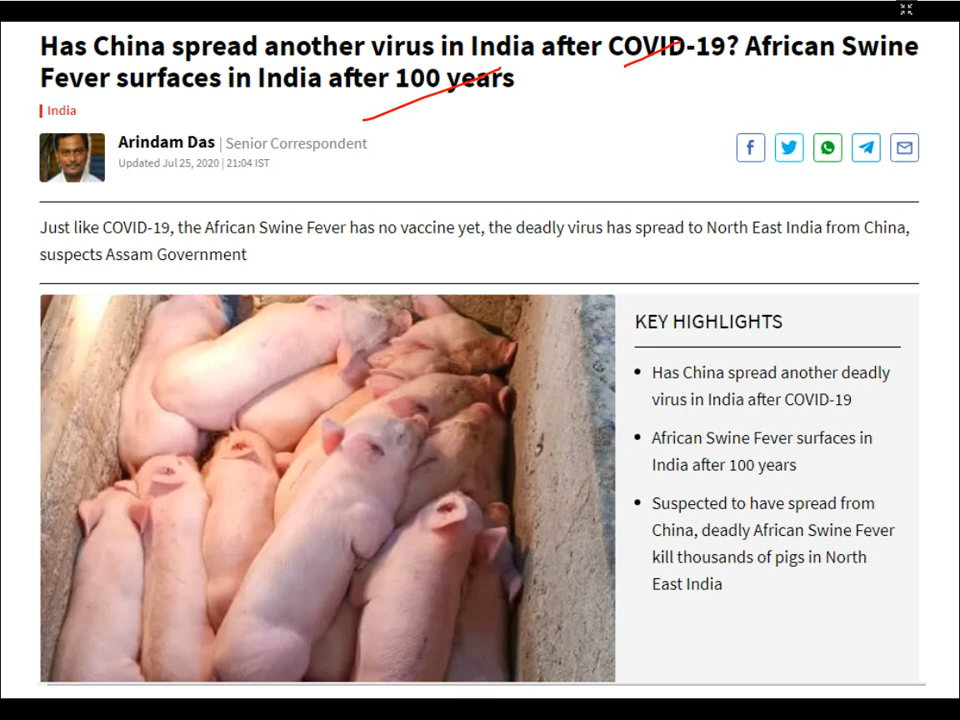 Has China spread another virus in India after COVID-19? African Swine
Fever surfaces in India after 100 years
India
Arindam Das | Senior Correspondent
Updated Jul 25, 2020 | 21:04 IST
Just like COVID-19, the African Swine Fever has no vaccine yet, the deadly virus has spread to North East India from China,
suspects Assam Government
KEY HIGHLIGHTS
• Has China spread another deadly
virus in India after COVID-19
• African Swine Fever surfaces in
India after 100 years
• Suspected to have spread from
China, deadly African Swine Fever
kill thousands of pigs in North
East India